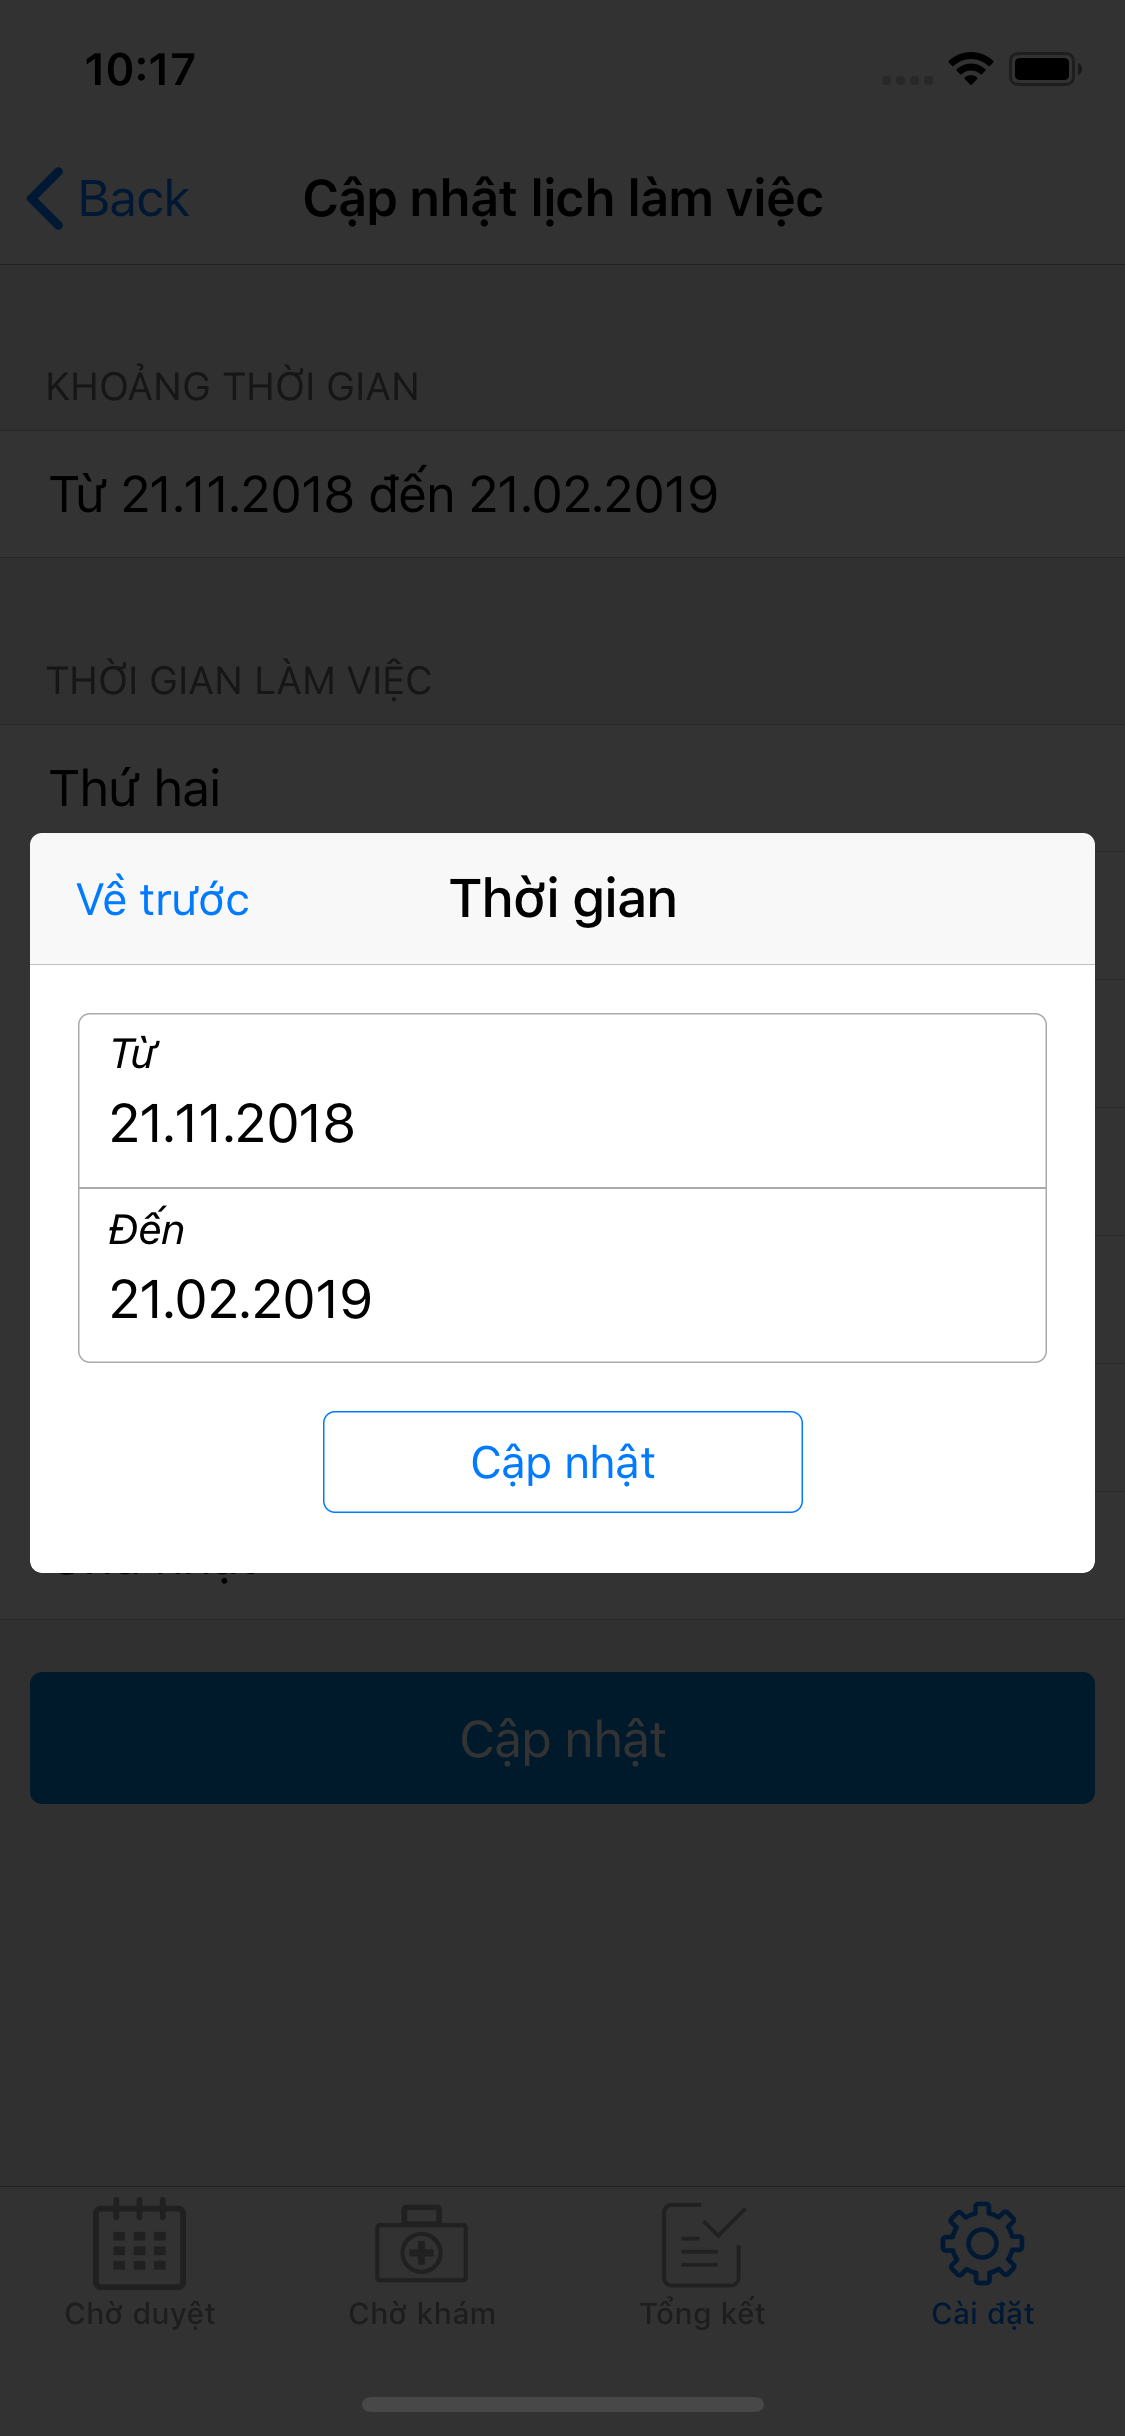 10:17
Back
Cập nhật lịch làm việc
KHOẢNG THỜI GIAN
Từ 21.11.2018 đến 21.02.2019
THỜI GIAN LÀM VIỆC
Thứ hai
Về trước
Thời gian
Từ
21.11.2018
Đến
21.02.2019
Cập nhật
Cập nhật
Chờ duyệt
Chờ khám
Tổng kết
Cài đặt